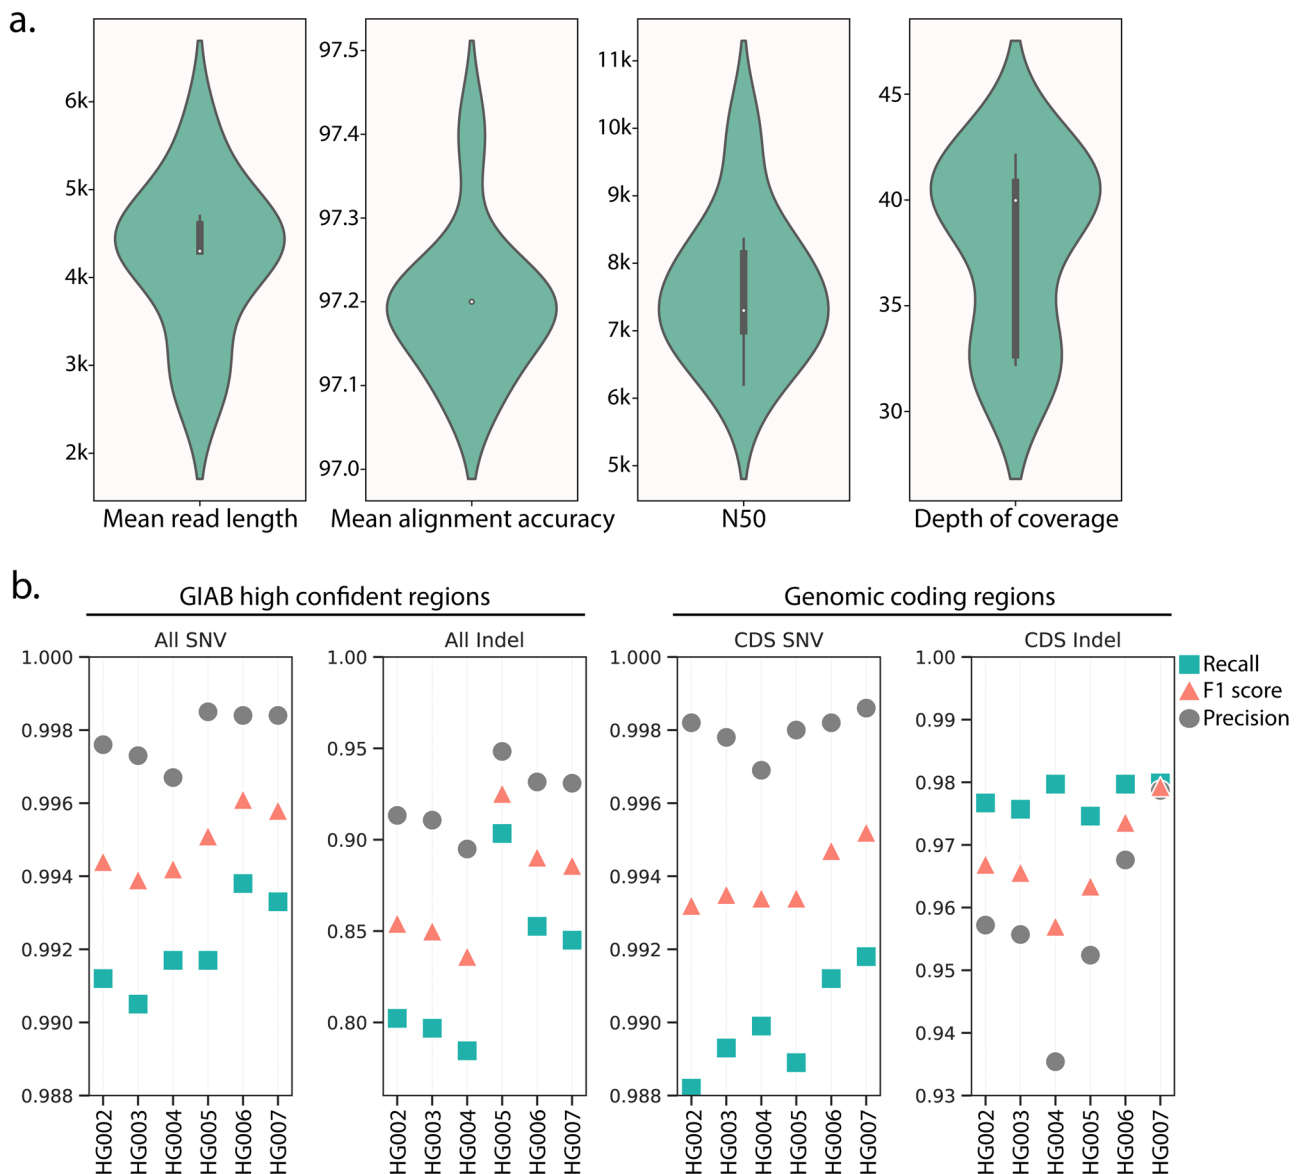 a.
6k
5k
4k
3k
2k
Mean read length
97.5
97.4
97.3
97.2
97.1
97.0
Mean alignment accuracy
11k
10k
9k
8k
7k
6k
5k
N50
45
40
35
30
Depth of coverage
b.
GIAB high confident regions
Genomic coding regions
All SNV
1.000
0.998
0.996
0.994
0.992
0.990
0.988
HG002
HG003
HG004
HG005
HG006
HG007
All Indel
1.00
0.95
0.90
0.85
0.80
HG002
HG003
HG004
HG005
HG006
HG007
CDS SNV
1.000
0.998
0.996
0.994
0.992
0.990
0.988
HG002
HG003
HG004
HG005
HG006
HG007
CDS Indel
1.00
0.99
0.98
0.97
0.96
0.95
0.94
0.93
HG002
HG003
HG004
HG005
HG006
HG007
Recall
F1 score
Precision